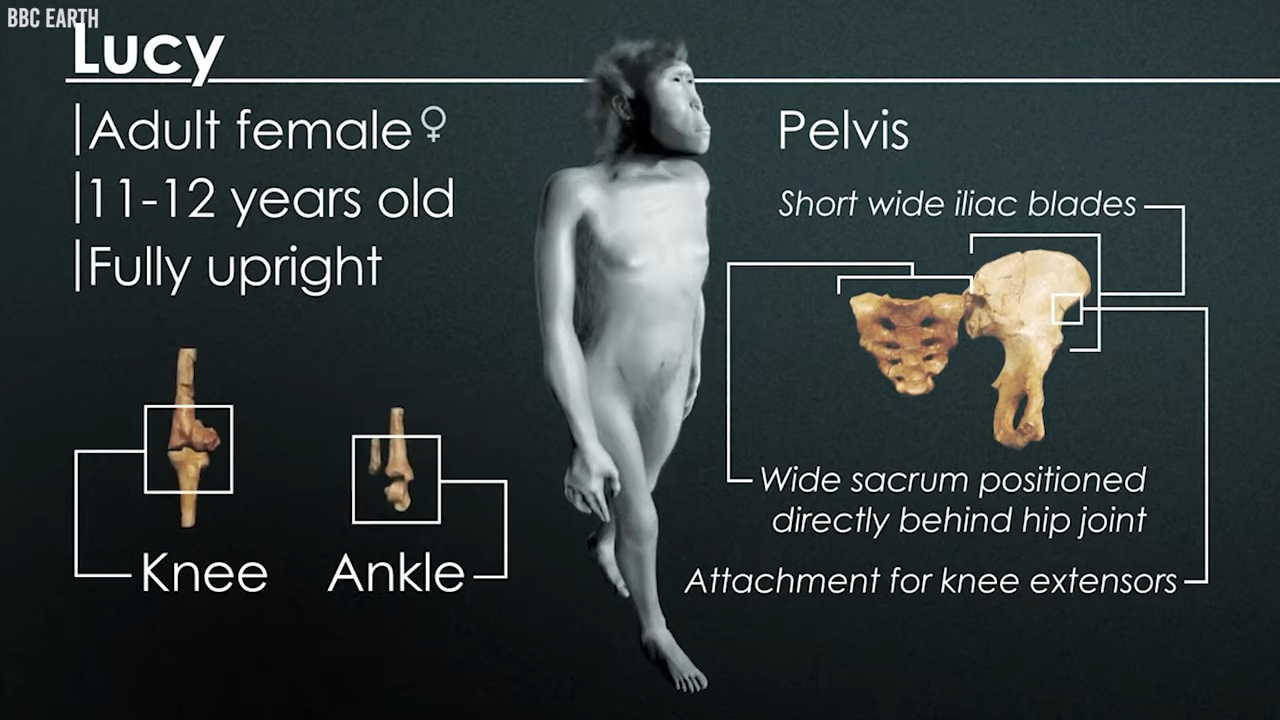 BBC EARTH
Lucy
|Adult female♀
|11-12 years old
|Fully upright
Knee
Ankle
Pelvis
Short wide iliac blades
Wide sacrum positioned
directly behind hip joint
Attachment for knee extensors